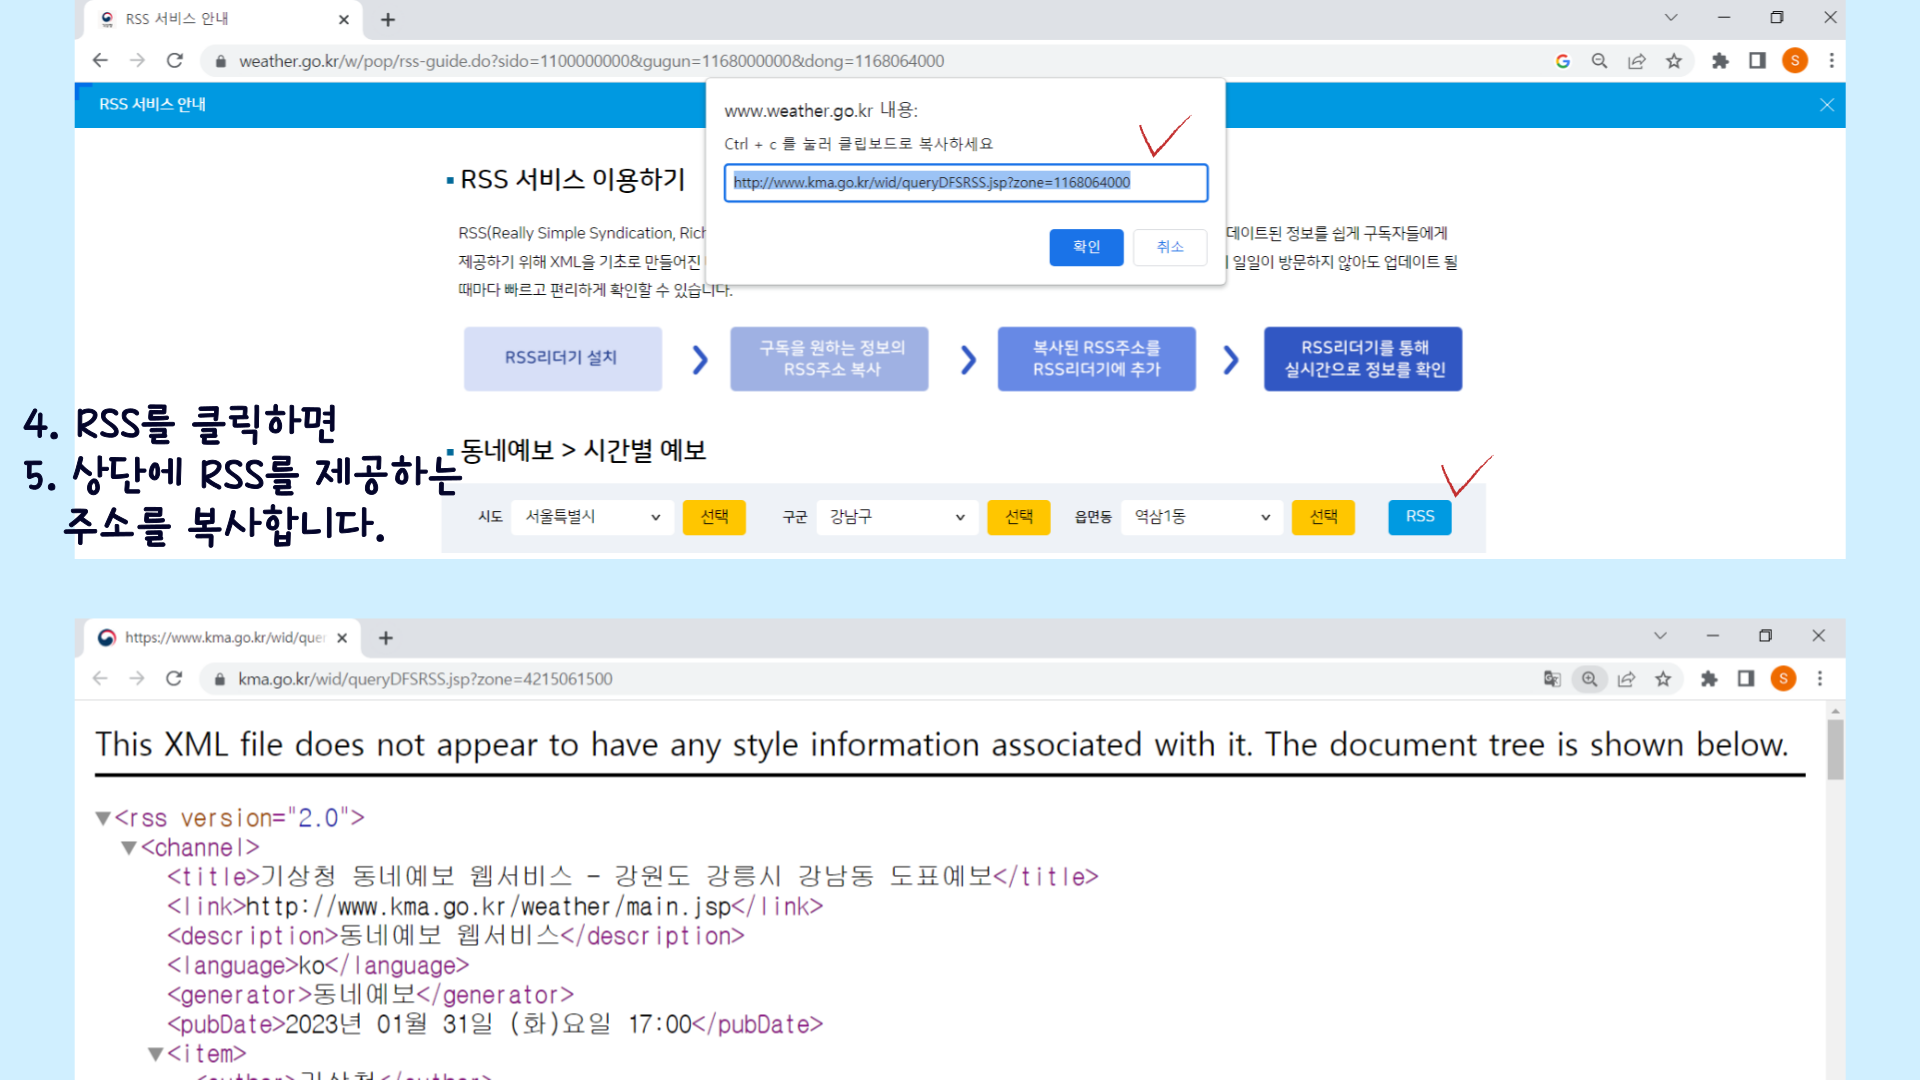 RSS 서비스 안내
weather.go.kr/w/pop/rss-guide.do?sido=1100000000&gugun=1168000000&dong=1168064000
S
RSS 서비스 안내
www.weather.go.kr 내용:
Ctrl + c 를 눌러 클립보드로 복사하세요
http://www.kma.go.kr/wid/queryDFSRSS.jsp?zone=1168064000
확인 취소
RSS 서비스 이용하기
RSS(Really Simple Syndication, Rich 데이트된 정보를 쉽게 구독자들에게
제공하기 위해 XML을 기초로 만들어진 일일이 방문하지 않아도 업데이트 될
때마다 빠르고 편리하게 확인할 수 있습니다.
RSS리더기 설치
구독을 원하는 정보의
RSS주소 복사
복사된 RSS주소를
RSS리더기에 추가
RSS리더기를 통해
실시간으로 정보를 확인
4. RSS를 클릭하면
5. 상단에 RSS를 제공하는
주소를 복사합니다.
동네예보 > 시간별 예보
시도 서울특별시 선택 구군 강남구 선택 읍면동 역삼1동 선택 RSS
https://www.kma.go.kr/wid/quer
kma.go.kr/wid/queryDFSRSS.jsp?zone=4215061500
S
This XML file does not appear to have any style information associated with it. The document tree is shown below.
▼<rss version="2.0">
▼<channel>
<title>기상청 동네예보 웹서비스 - 강원도 강릉시 강남동 도표예보</title>
<link>http://www.kma.go.kr/weather/main.jsp</link>
<description>동네예보 웹서비스</description>
<language>ko</language>
<generator>동네예보</generator>
<pubDate>2023년 01월 31일 (화)요일 17:00</pubDate>
▼<item>
<author>기상청</author>